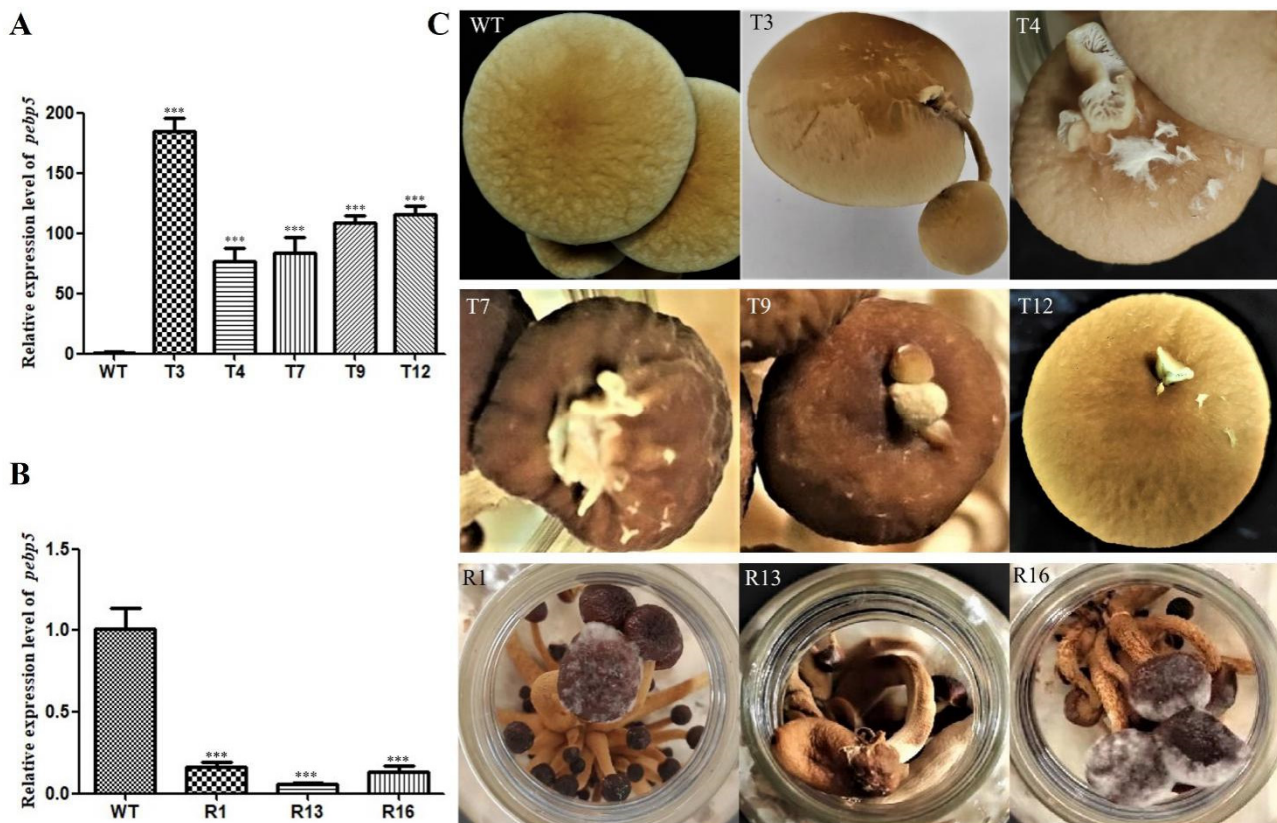 A
Relative expression level of pebp5
200
150
100
50
0
***
***
***
***
***
WT T3 T4 T7 T9 T12
B
Relative expression level of pebp5
1.5
1.0
0.5
0.0
***
***
***
WT R1 R13 R16
C
WT T3 T4
T7 T9 T12
R1 R13 R16